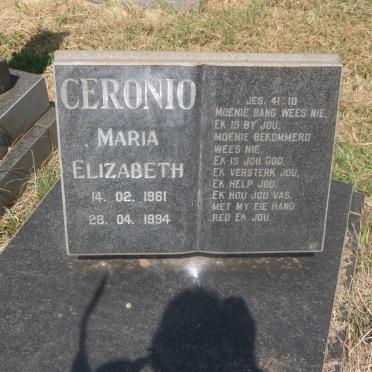 CERONIO
MARIA
ELIZABETH
14. 02. 1961
28. 04. 1994
JES. 41:10
MOENIE BANG WEES NIE,
EK IS BY JOU,
MOENIE BEKOMMERD
WEES NIE,
EK IS JOU GOD.
EK VERSTERK JOU,
EK HELP JOU,
EK HOU JOU VAS,
MET MY EIE HAND
RED EK JOU.